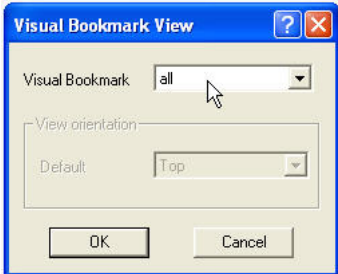 Visual Bookmark View
Visual Bookmark all
View orientation
Default Top
OK Cancel